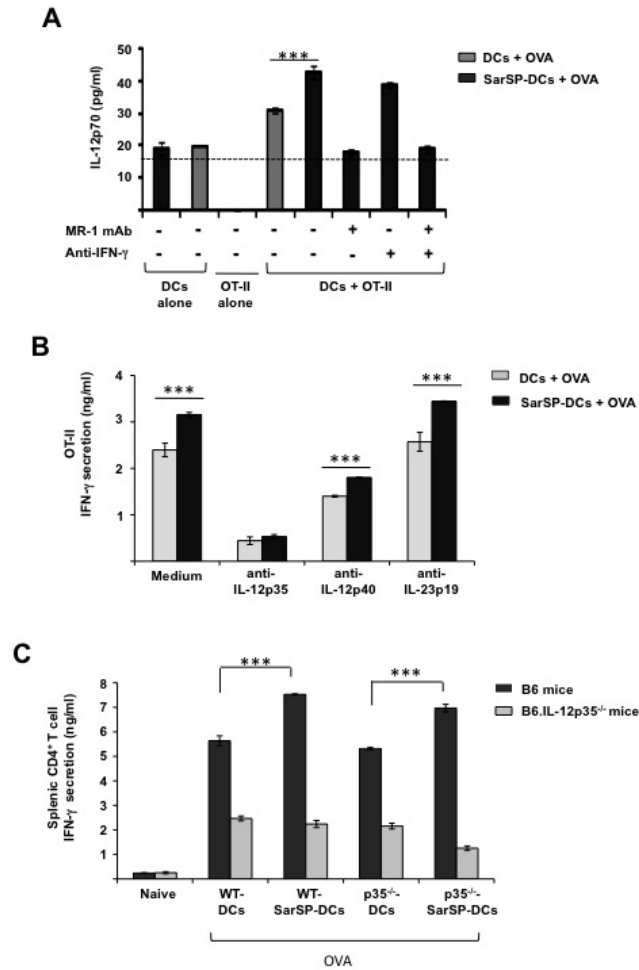 A
***
DCs + OVA
SarSP-DCs + OVA
IL-12p70 (pg/ml)
50
40
30
20
10
0
MR-1 mAb - - - - - + - +
Anti-IFN-γ - - - - - - + +
DCs alone
OT-II alone
DCs + OT-II
B
*** *** ***
DCs + OVA
SarSP-DCs + OVA
OT-II
IFN-γ secretion (ng/ml)
4
3
2
1
Medium
anti-
IL-12p35
anti-
IL-12p40
anti-
IL-23p19
C
*** ***
B6 mice
B6.IL-12p35-/- mice
Splenic CD4+ T cell
IFN-γ secretion (ng/ml)
8
7
6
5
4
3
2
1
Naive
WT-
DCs
WT-
SarSP-DCs
p35-/--
DCs
p35-/--
SarSP-DCs
OVA